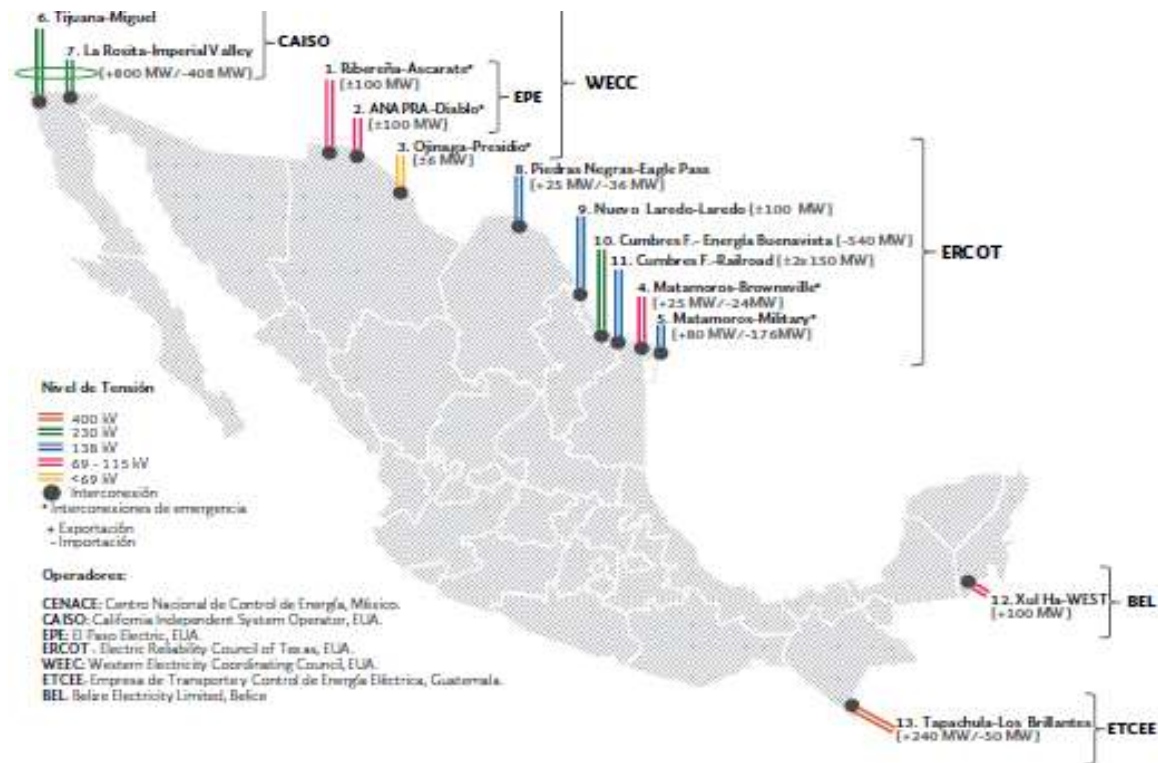 6. Tijuana-Miguel
CAISO
7. La Rosita-Imperial Valley
(+800 MW/-408 MW)
1. Ribereña-Ascarate*
(±100 MW)
EPE
WECC
2. ANAPRA-Diablo*
(±100 MW)
3. Ojinaga-Presidio*
(±6 MW)
8. Piedras Negras-Eagle Pass
(+25 MW/-36 MW)
9. Nuevo Laredo-Laredo (±100 MW)
10. Cumbres F.- Energía Buenavista (-540 MW)
ERCOT
11. Cumbres F.-Railroad (±2x150 MW)
4. Matamoros-Brownsville*
(+25 MW/-24MW)
5. Matamoros-Military*
(+80 MW/-176MW)
Nivel de Tensión
400 kV
230 kV
138 kV
69 - 115 kV
<69 kV
Interconexión
* Interconexiones de emergencia
+ Exportación
- Importación
Operadores:
CENACE: Centro Nacional de Control de Energía, México.
CAISO: California Independent System Operator, EUA.
EPE: El Paso Electric, EUA.
ERCOT - Electric Reliability Council of Texas, EUA.
WEEC: Western Electricity Coordinating Council, EUA.
ETCEE- Empresa de Transporte y Control de Energía Eléctrica, Guatemala.
BEL- Belize Electricity Limited, Belice
12. Xul Ha-WEST
(+100 MW)
BEL
13. Tapachula-Los Brillantes
(+240 MW/-50 MW)
ETCEE